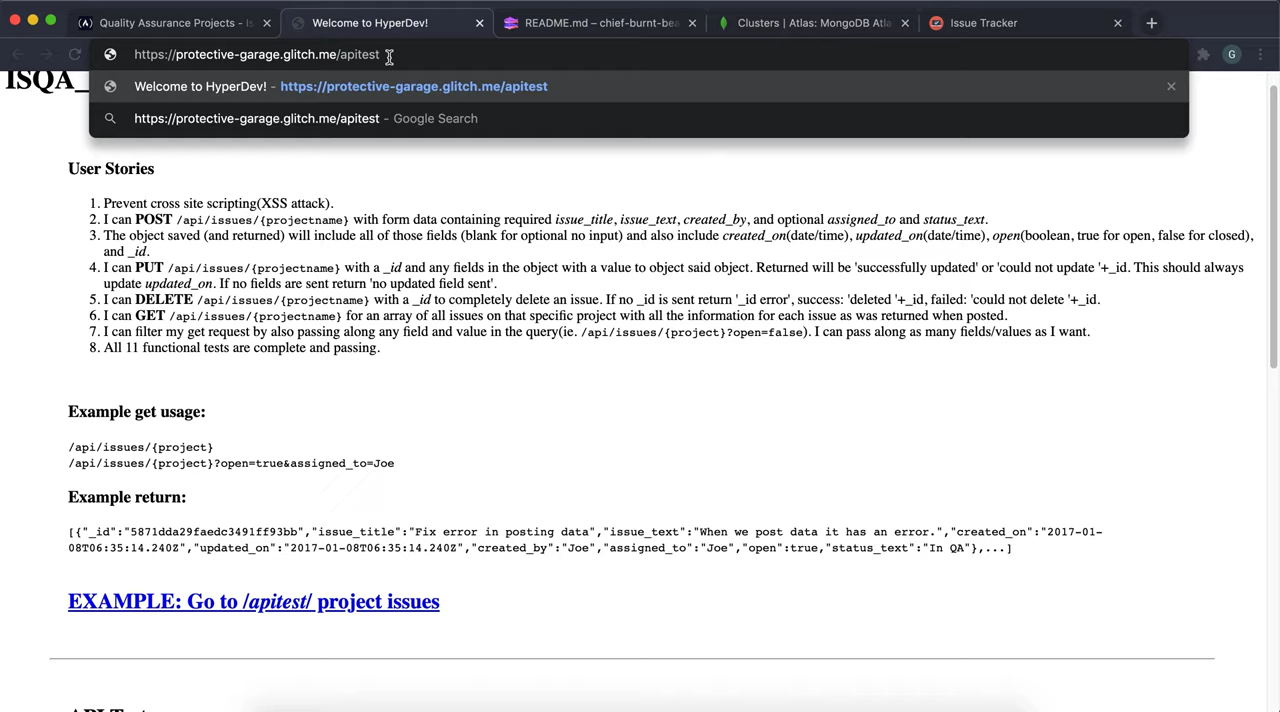 Quality Assurance Projects - Is
Welcome to HyperDev!
README.md – chief-burnt-bea
Clusters | Atlas: MongoDB Atla
Issue Tracker
https://protective-garage.glitch.me/apitest
G
Welcome to HyperDev! - https://protective-garage.glitch.me/apitest
https://protective-garage.glitch.me/apitest - Google Search
ISQA_
User Stories
1. Prevent cross site scripting(XSS attack).
2. I can POST /api/issues/{projectname} with form data containing required issue_title, issue_text, created_by, and optional assigned_to and status_text.
3. The object saved (and returned) will include all of those fields (blank for optional no input) and also include created_on(date/time), updated_on(date/time), open(boolean, true for open, false for closed),
and _id.
4. I can PUT /api/issues/{projectname} with a _id and any fields in the object with a value to object said object. Returned will be 'successfully updated' or 'could not update '+_id. This should always
update updated_on. If no fields are sent return 'no updated field sent'.
5. I can DELETE /api/issues/{projectname} with a _id to completely delete an issue. If no _id is sent return '_id error', success: 'deleted '+_id, failed: 'could not delete '+_id.
6. I can GET /api/issues/{projectname} for an array of all issues on that specific project with all the information for each issue as was returned when posted.
7. I can filter my get request by also passing along any field and value in the query(ie. /api/issues/{project}?open=false). I can pass along as many fields/values as I want.
8. All 11 functional tests are complete and passing.
Example get usage:
/api/issues/{project}
/api/issues/{project}?open=true&assigned_to=Joe
Example return:
[{"_id":"5871dda29faedc3491ff93bb","issue_title":"Fix error in posting data","issue_text":"When we post data it has an error.","created_on":"2017-01-
08T06:35:14.240Z","updated_on":"2017-01-08T06:35:14.240Z","created_by":"Joe","assigned_to":"Joe","open":true,"status_text":"In QA"},...]
EXAMPLE: Go to /apitest/ project issues